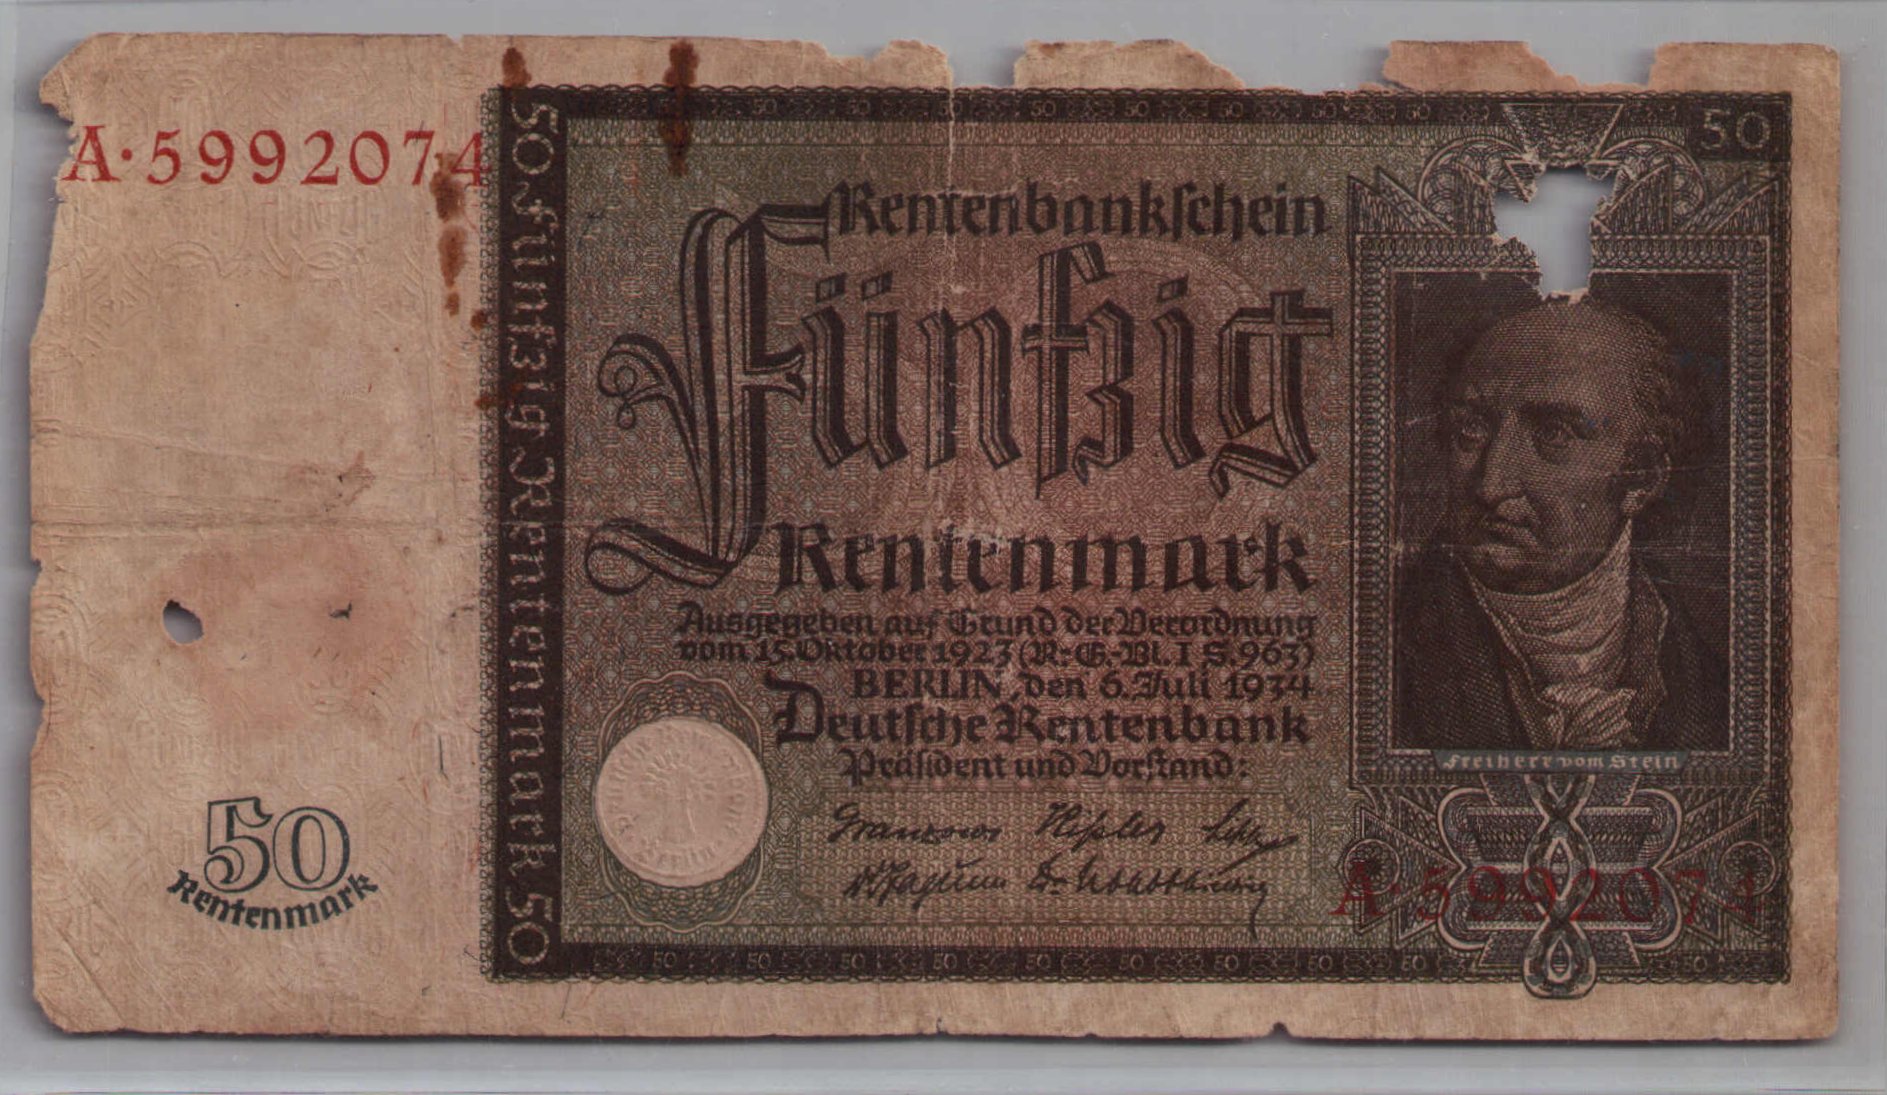 A·5992074
50 Fünfzig Rentenmark 50
50
Rentenbankschein
Fünfzig
Rentenmark
Ausgegeben auf Grund der Verordnung
vom 15. Oktober 1923 (R.-G.-Bl. I S. 963)
BERLIN, den 6. Juli 1934
Deutsche Rentenbank
Präsident und Vorstand:
Freiherr vom Stein
50
Rentenmark
A·5992074